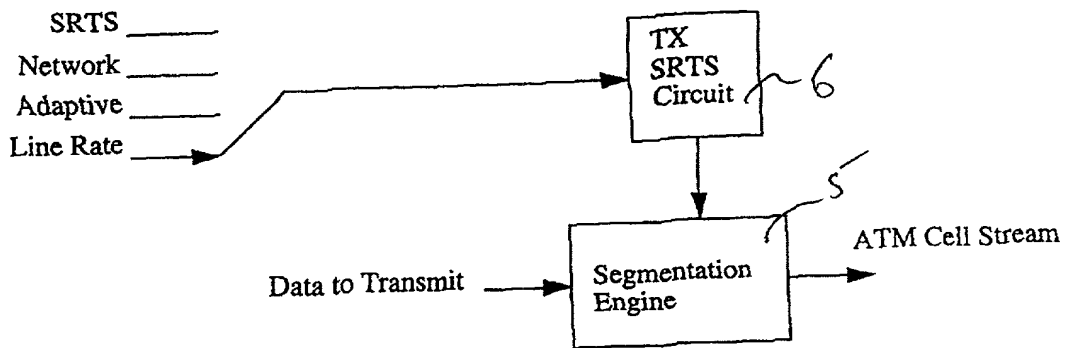 SRTS
Network
Adaptive
Line Rate
TX
SRTS
Circuit
6
5
Data to Transmit
Segmentation
Engine
ATM Cell Stream